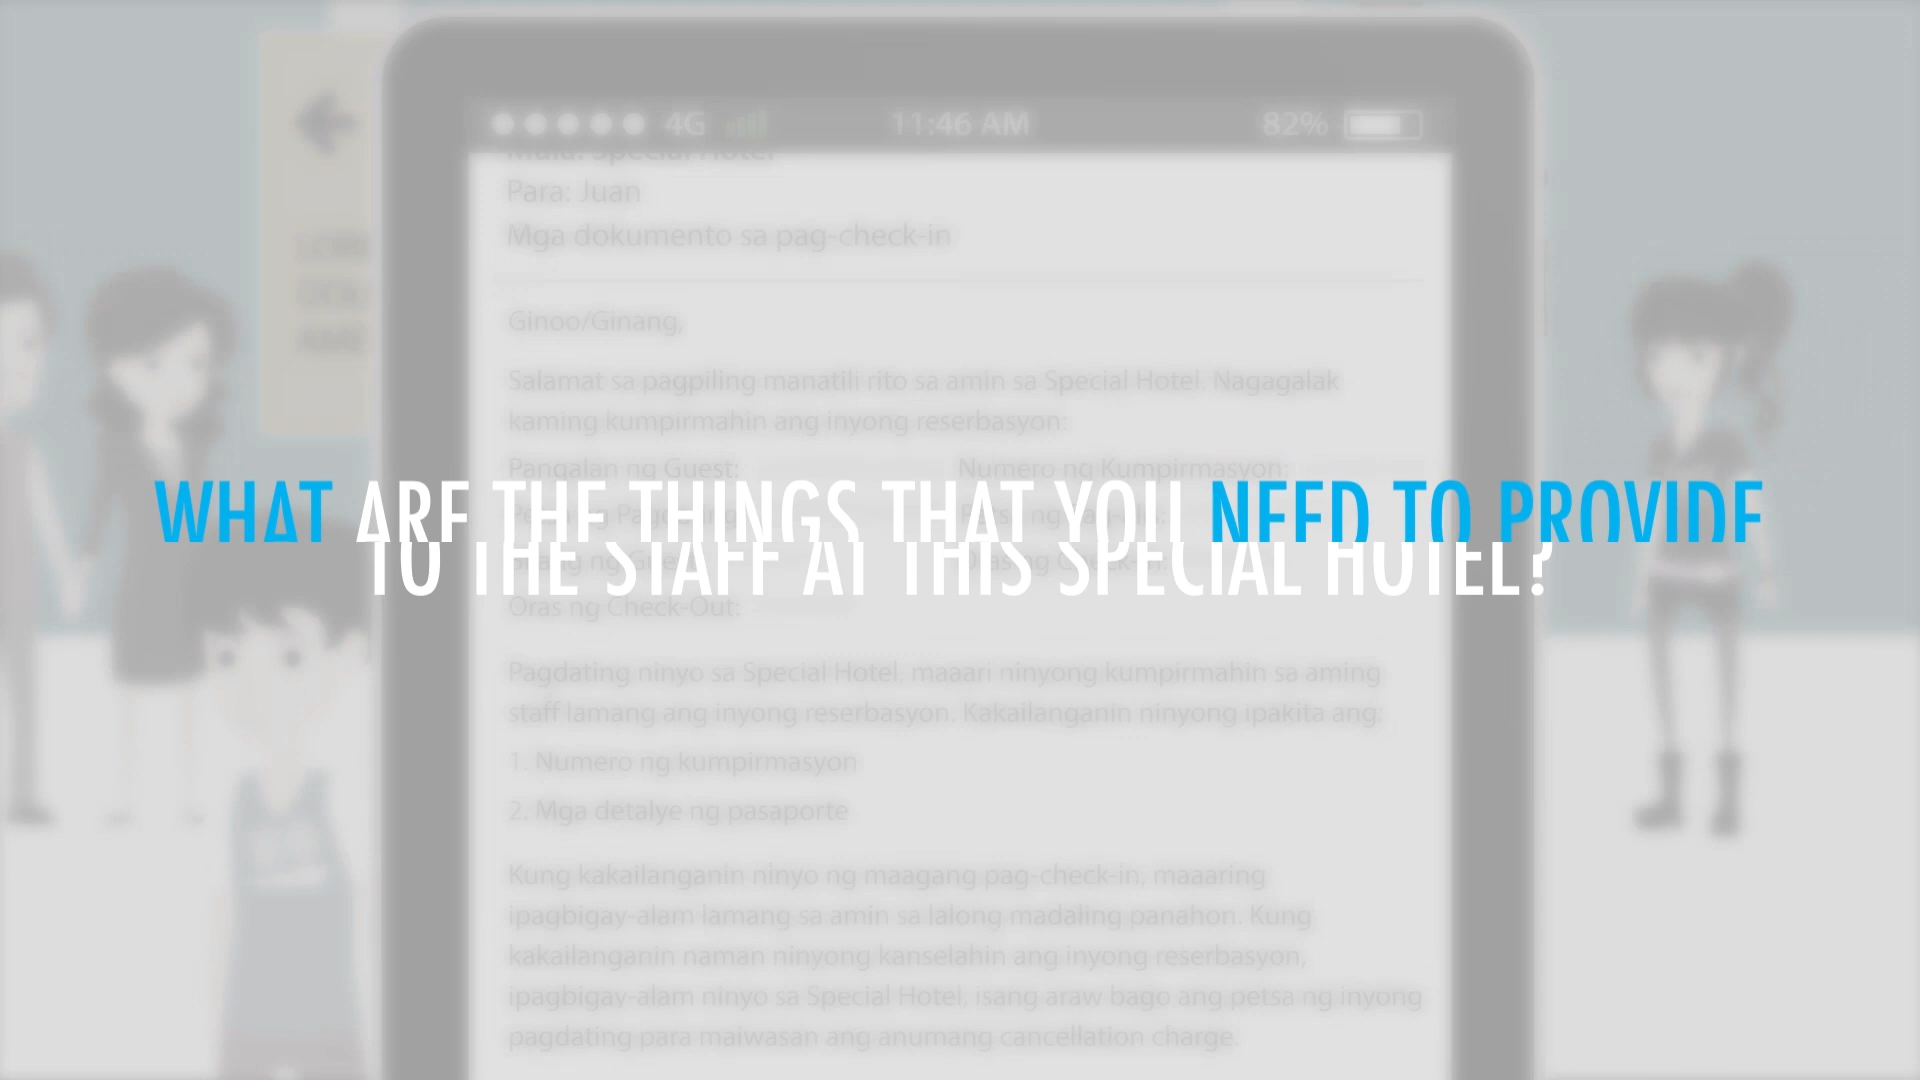 4G 11:46 AM 82%
Mula: Special Hotel
Para: Juan
Mga dokumento sa pag-check-in
Ginoo/Ginang,
Salamat sa pagpiling manatili rito sa amin sa Special Hotel. Nagagalak
kaming kumpirmahin ang inyong reserbasyon:
Pangalan ng Guest: Numero ng Kumpirmasyon:
WHAT ARE THE THINGS THAT YOU NEED TO PROVIDE
TO THE STAFF AT THIS SPECIAL HOTEL?
Oras ng Check-Out:
Pagdating ninyo sa Special Hotel, maaari ninyong kumpirmahin sa aming
staff lamang ang inyong reserbasyon. Kakailanganin ninyong ipakita ang:
1. Numero ng kumpirmasyon
2. Mga detalye ng pasaporte
Kung kakailanganin ninyo ng maagang pag-check-in, maaaring
ipagbigay-alam lamang sa amin sa lalong madaling panahon. Kung
kakailanganin naman ninyong kanselahin ang inyong reserbasyon,
ipagbigay-alam ninyo sa Special Hotel, isang araw bago ang petsa ng inyong
pagdating para maiwasan ang anumang cancellation charge.